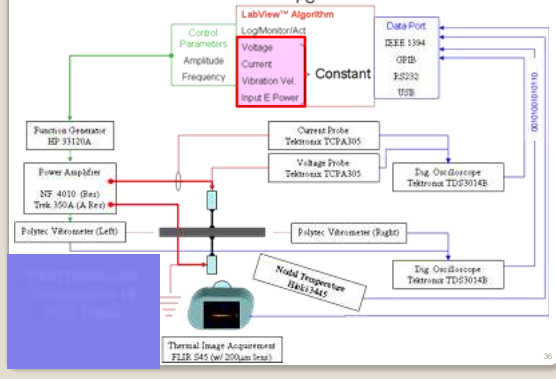 LabView™ Algorithm
Log/Monitor/Act
Voltage
Current
Vibration Vel.
Input E Power
Constant
Control
Parameters
Amplitude
Frequency
Data Port
IEEE 1394
GPIB
RS232
USB
Function Generator
HP 33120A
Current Probe
Tektronix TCPA305
Voltage Probe
Tektronix TCPA305
Power Amplifier
NF 4010 (Res)
Trek 350A (A Res)
Dig. Oscilloscope
Tektronix TDS3014B
Polytec Vibrometer (Left)
Polytec Vibrometer (Right)
Dig. Oscilloscope
Tektronix TDS3014B
Nodal Temperature
Thermal Image Acquirement
FLIR S45 (w/ 200μm lens)
36